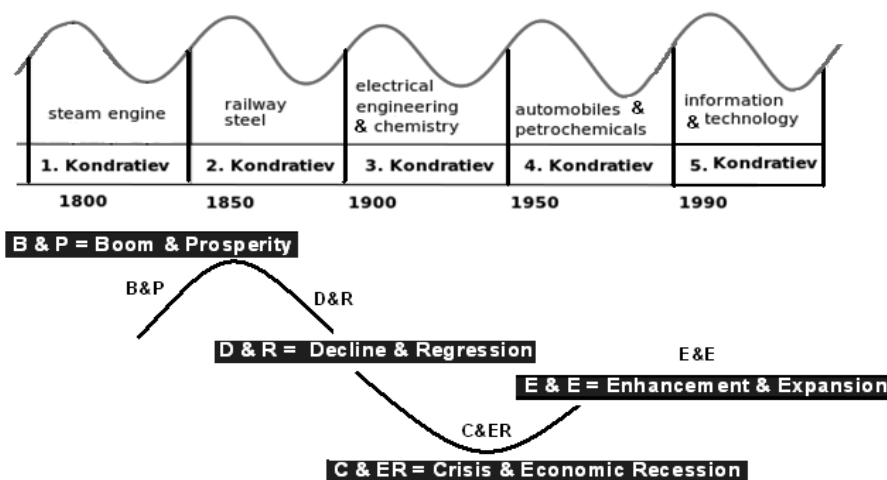 steam engine
railway
steel
electrical
engineering
& chemistry
automobiles &
petrochemicals
information
& technology
1. Kondratiev
2. Kondratiev
3. Kondratiev
4. Kondratiev
5. Kondratiev
1800
1850
1900
1950
1990
B & P = Boom & Prosperity
B&P
D&R
D & R = Decline & Regression
E&E
E & E = Enhancement & Expansion
C&ER
C & ER = Crisis & Economic Recession